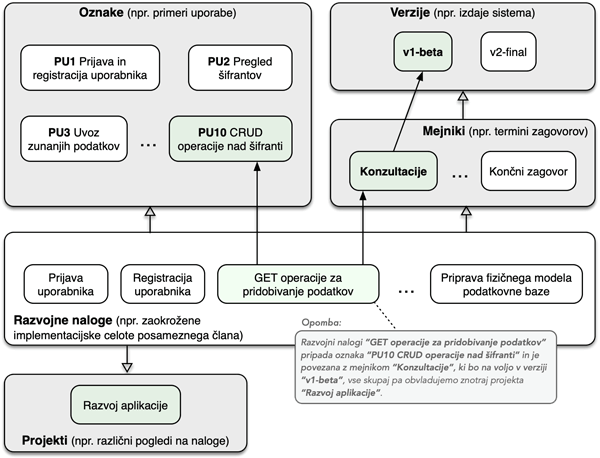 Oznake (npr. primeri uporabe)
PU1 Prijava in
registracija uporabnika
PU2 Pregled
šifrantov
PU3 Uvoz
zunanjih podatkov
...
PU10 CRUD
operacije nad šifranti
Verzije (npr. izdaje sistema)
v1-beta
v2-final
Mejniki (npr. termini zagovorov)
Konzultacije
...
Končni zagovor
Prijava
uporabnika
Registracija
uporabnika
GET operacije za
pridobivanje podatkov
...
Priprava fizičnega modela
podatkovne baze
Razvojne naloge (npr. zaokrožene
implementacijske celote posameznega člana)
Opomba:
Razvojni nalogi "GET operacije za pridobivanje podatkov"
pripada oznaka "PU10 CRUD operacije nad šifranti" in je
povezana z mejnikom "Konzultacije", ki bo na voljo v verziji
"v1-beta", vse skupaj pa obvladujemo znotraj projekta
"Razvoj aplikacije".
Razvoj aplikacije
Projekti (npr. različni pogledi na naloge)